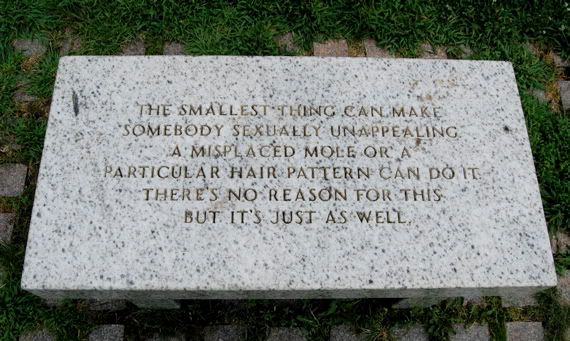 THE SMALLEST THING CAN MAKE
SOMEBODY SEXUALLY UNAPPEALING.
A MISPLACED MOLE OR A
PARTICULAR HAIR PATTERN CAN DO IT.
THERE'S NO REASON FOR THIS
BUT IT'S JUST AS WELL.